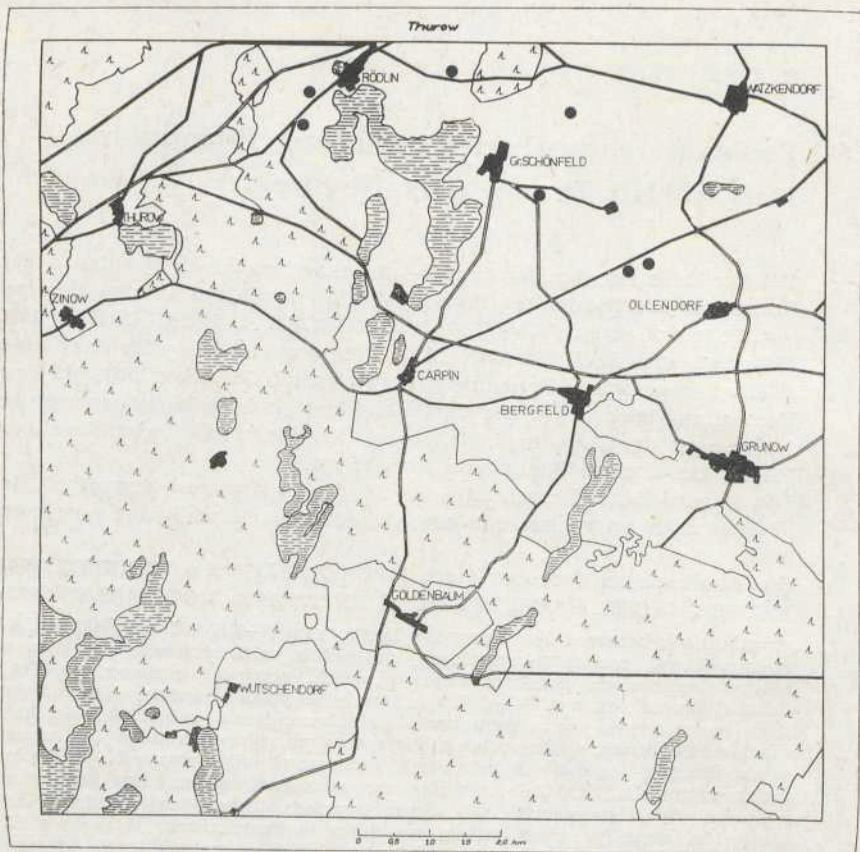 Thurow
RÖDLIN
WATZKENDORF
Gr.SCHÖNFELD
THUROW
ZINOW
OLLENDORF
CARPIN
BERGFELD
GRUNOW
GOLDENBAUM
WUTSCHENDORF
0 0,5 1,0 1,5 2,0 km